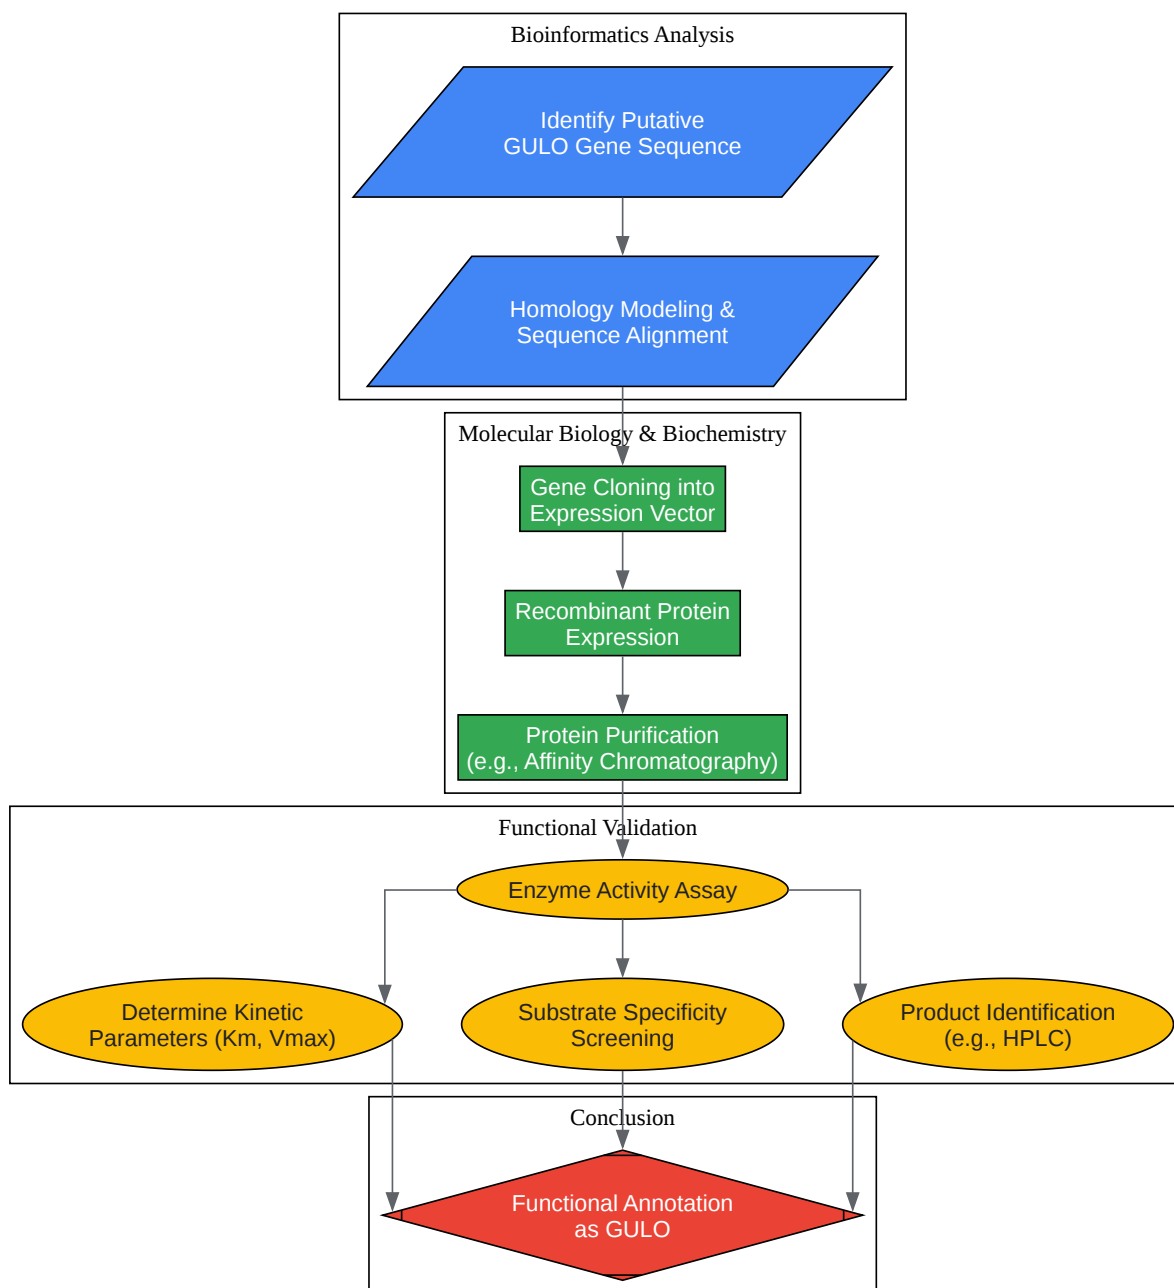 Bioinformatics Analysis
Identify Putative
GULO Gene Sequence
Homology Modeling &
Sequence Alignment
Molecular Biology & Biochemistry
Gene Cloning into
Expression Vector
Recombinant Protein
Expression
Protein Purification
(e.g., Affinity Chromatography)
Functional Validation
Enzyme Activity Assay
Determine Kinetic
Parameters (Km, Vmax)
Substrate Specificity
Screening
Product Identification
(e.g., HPLC)
Conclusion
Functional Annotation
as GULO